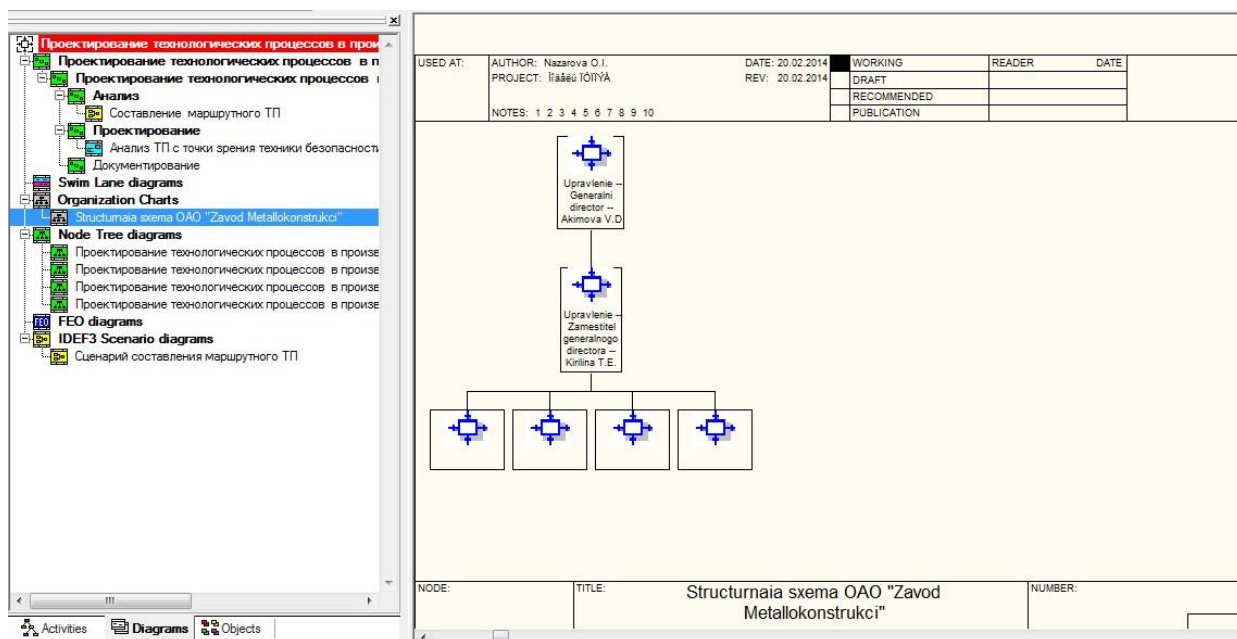 Проектирование технологических процессов в прои
Проектирование технологических процессов в п
Проектирование технологических процессов
Анализ
Составление маршрутного ТП
Проектирование
Анализ ТП с точки зрения техники безопасност
Документирование
Swim Lane diagrams
Organization Charts
Structurnaia sxema OAO "Zavod Metallokonstrukci"
Node Tree diagrams
Проектирование технологических процессов в произв
Проектирование технологических процессов в произв
Проектирование технологических процессов в произв
Проектирование технологических процессов в произв
FEO
FEO diagrams
IDEF3 Scenario diagrams
Сценарий составления маршрутного ТП
Activities
Diagrams
Objects
USED AT:
AUTHOR: Nazarova O.I.
DATE: 20.02.2014
PROJECT:
REV: 20.02.2014
NOTES: 1 2 3 4 5 6 7 8 9 10
WORKING
DRAFT
RECOMMENDED
PUBLICATION
READER
DATE
Upravlenie --
Generalni
director --
Akimova V.D
Upravlenie --
Zamestitel
generalnogo
directora --
Kirilina T.E.
NODE:
TITLE:
Structurnaia sxema OAO "Zavod
Metallokonstrukci"
NUMBER: